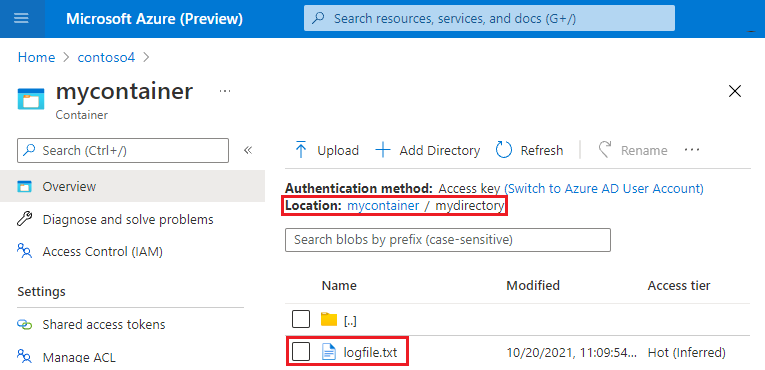 Microsoft Azure (Preview)
Search resources, services, and docs (G+/)
Home > contoso4 >
mycontainer ...
Container
Search (Ctrl+/) «
Overview
Diagnose and solve problems
Access Control (IAM)
Settings
Shared access tokens
Manage ACL
Upload + Add Directory Refresh Rename ...
Authentication method: Access key (Switch to Azure AD User Account)
Location: mycontainer / mydirectory
Search blobs by prefix (case-sensitive)
Name Modified Access tier
[..]
logfile.txt 10/20/2021, 11:09:54... Hot (Inferred)